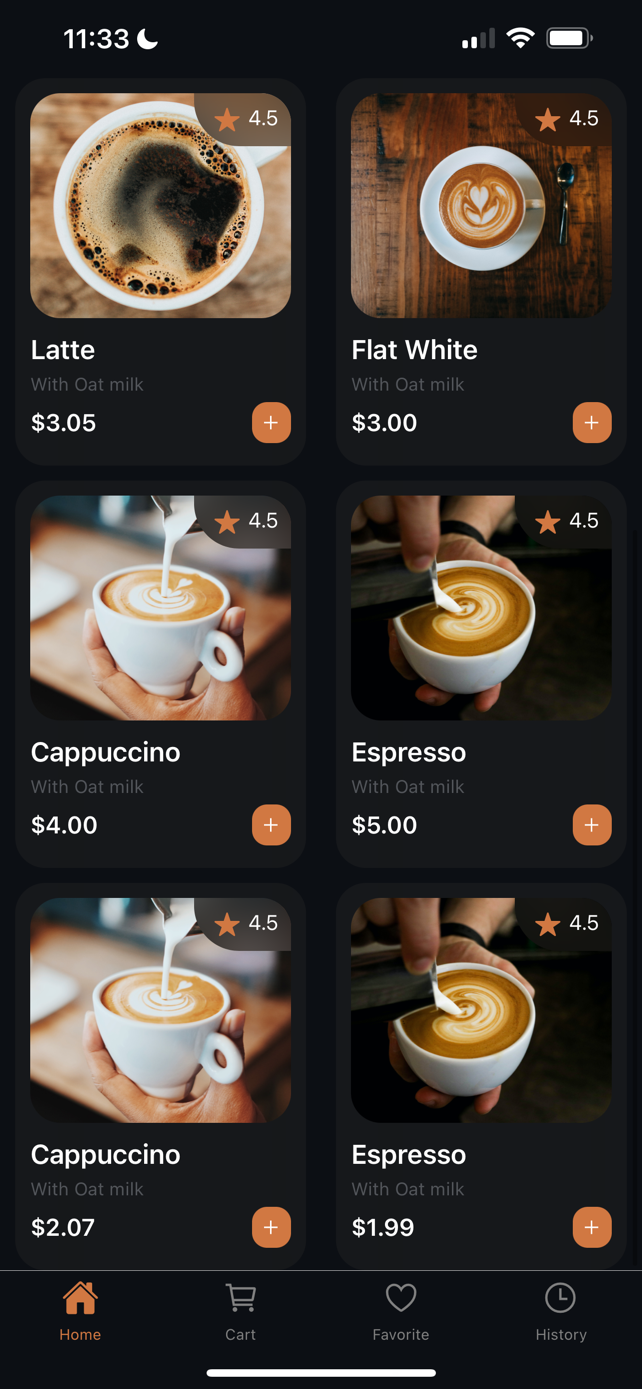 11:33
4.5
4.5
Latte
Flat White
With Oat milk
With Oat milk
$3.05
+
$3.00
+
4.5
4.5
Cappuccino
Espresso
With Oat milk
With Oat milk
$4.00
+
$5.00
+
4.5
4.5
Cappuccino
Espresso
With Oat milk
With Oat milk
$2.07
+
$1.99
+
Home
Cart
Favorite
History